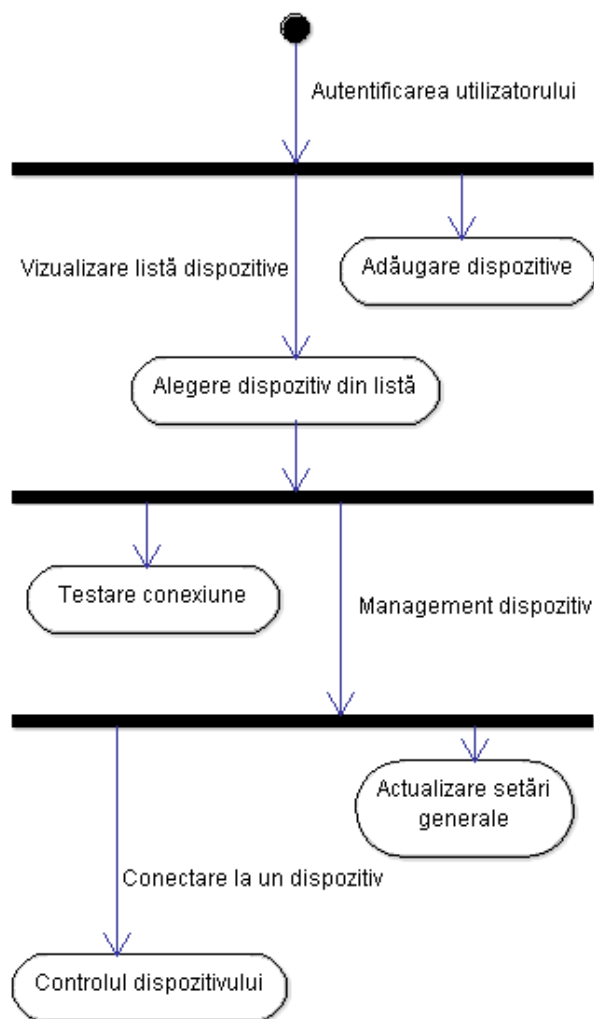 Autentificarea utilizatorului
Vizualizare listă dispozitive
Adăugare dispozitive
Alegere dispozitiv din listă
Testare conexiune
Management dispozitiv
Actualizare setări
generale
Conectare la un dispozitiv
Controlul dispozitivului